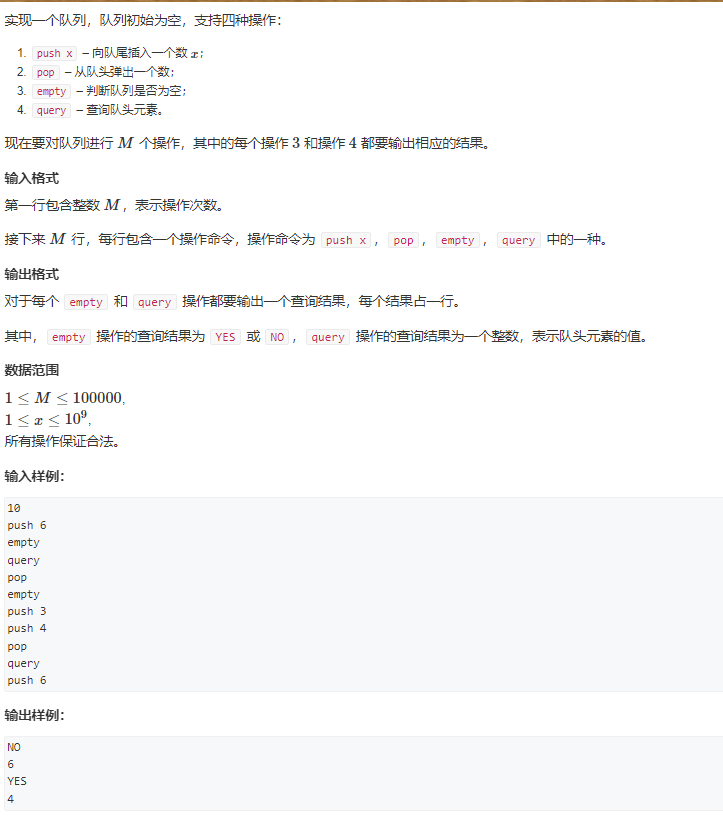 实现一个队列，队列初始为空，支持四种操作：
1. push x – 向队尾插入一个数 x；
2. pop – 从队头弹出一个数；
3. empty – 判断队列是否为空；
4. query – 查询队头元素。
现在要对队列进行 M 个操作，其中的每个操作 3 和操作 4 都要输出相应的结果。
输入格式
第一行包含整数 M，表示操作次数。
接下来 M 行，每行包含一个操作命令，操作命令为 push x，pop，empty，query 中的一种。
输出格式
对于每个 empty 和 query 操作都要输出一个查询结果，每个结果占一行。
其中，empty 操作的查询结果为 YES 或 NO，query 操作的查询结果为一个整数，表示队头元素的值。
数据范围
1 ≤ M ≤ 100000,
1 ≤ x ≤ 10⁹,
所有操作保证合法。
输入样例：
10
push 6
empty
query
pop
empty
push 3
push 4
pop
query
push 6
输出样例：
NO
6
YES
4